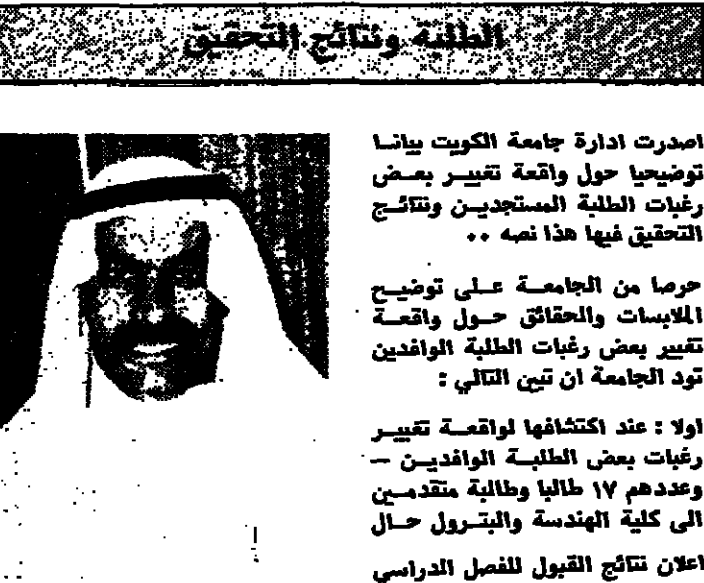 الطلبة ونتائج التحقيق
اصدرت ادارة جامعة الكويت بيانا
توضيحيا حول واقعة تغيير بعض
رغبات الطلبة المستجدين ونتائج
التحقيق فيها هذا نصه ..
حرصا من الجامعة على توضيح
الملابسات والحقائق حول واقعة
تغيير بعض رغبات الطلبة الوافدين
تود الجامعة ان تبين التالي :
اولا : عند اكتشافها لواقعة تغيير
رغبات بعض الطلبة الوافدين —
وعددهم ١٧ طالبا وطالبة متقدمين
الى كلية الهندسة والبترول حال
اعلان نتائج القبول للفصل الدراسي